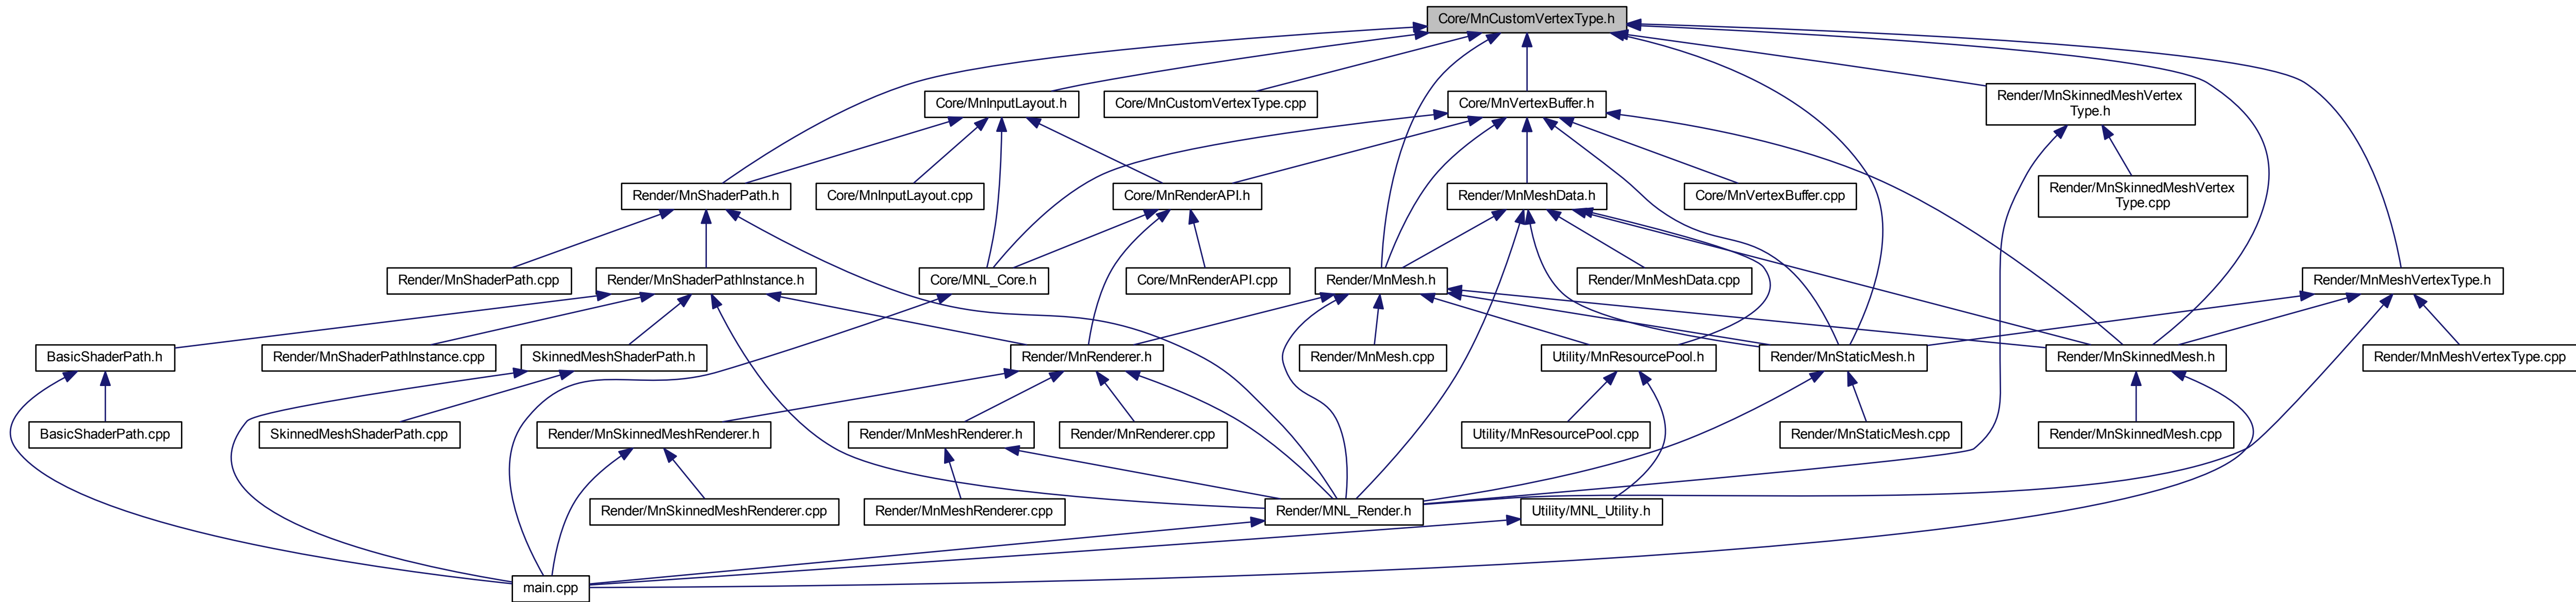 Core/MnCustomVertexType.h
Core/MnInputLayout.h
Core/MnCustomVertexType.cpp
Core/MnVertexBuffer.h
Render/MnSkinnedMeshVertex
Type.h
Render/MnShaderPath.h
Core/MnInputLayout.cpp
Core/MnRenderAPI.h
Render/MnMeshData.h
Core/MnVertexBuffer.cpp
Render/MnSkinnedMeshVertex
Type.cpp
Render/MnShaderPath.cpp
Render/MnShaderPathInstance.h
Core/MNL_Core.h
Core/MnRenderAPI.cpp
Render/MnMesh.h
Render/MnMeshData.cpp
Render/MnMeshVertexType.h
BasicShaderPath.h
Render/MnShaderPathInstance.cpp
SkinnedMeshShaderPath.h
Render/MnRenderer.h
Render/MnMesh.cpp
Utility/MnResourcePool.h
Render/MnStaticMesh.h
Render/MnSkinnedMesh.h
Render/MnMeshVertexType.cpp
BasicShaderPath.cpp
SkinnedMeshShaderPath.cpp
Render/MnSkinnedMeshRenderer.h
Render/MnMeshRenderer.h
Render/MnRenderer.cpp
Utility/MnResourcePool.cpp
Render/MnStaticMesh.cpp
Render/MnSkinnedMesh.cpp
Render/MnSkinnedMeshRenderer.cpp
Render/MnMeshRenderer.cpp
Render/MNL_Render.h
Utility/MNL_Utility.h
main.cpp